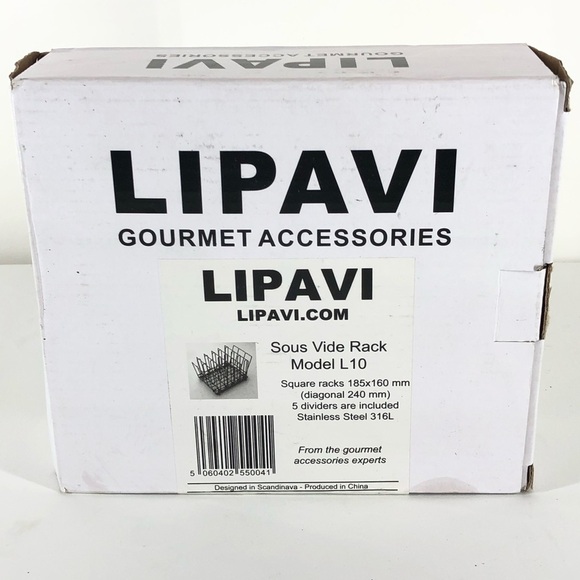 LIPAVI
GOURMET ACCESSORIES
LIPAVI
GOURMET ACCESSORIES
LIPAVI
LIPAVI.COM
Sous Vide Rack
Model L10
Square racks 185x160 mm
(diagonal 240 mm)
5 dividers are included
Stainless Steel 316L
From the gourmet
accessories experts
5 060402 550041
Designed in Scandinava - Produced in China